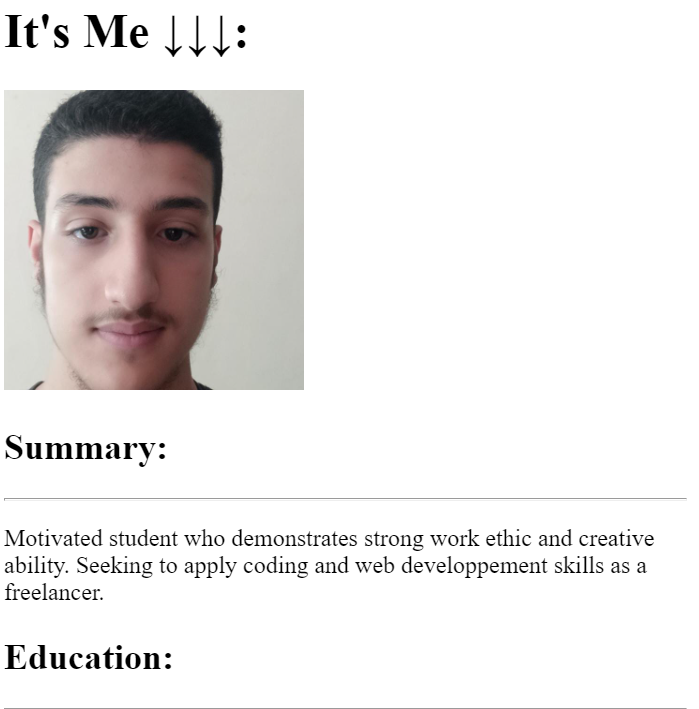 It's Me ↓↓↓:
Summary:
Motivated student who demonstrates strong work ethic and creative
ability. Seeking to apply coding and web developpement skills as a
freelancer.
Education: